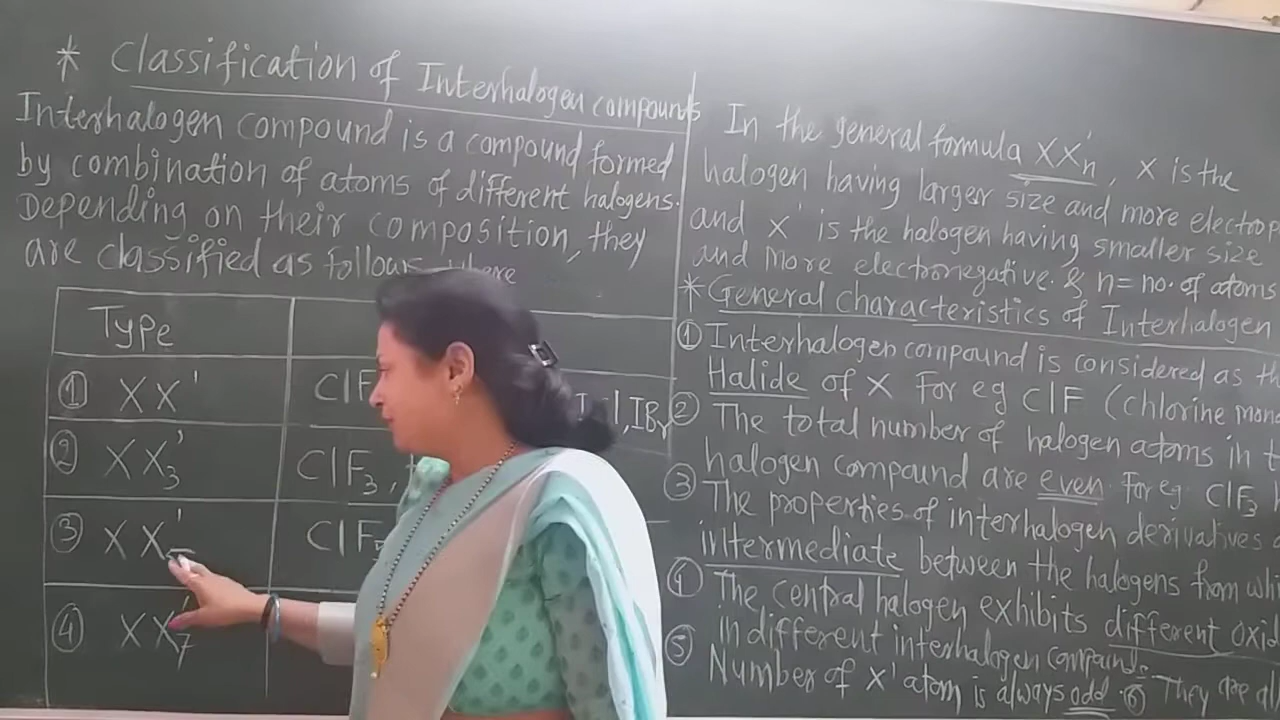 * Classification of Interhalogen compounds
Interhalogen compound is a compound formed
by combination of atoms of different halogens.
Depending on their composition, they
are classified as follows where
Type
① XX'
ClF
ICl, IBr
② XX'3
ClF3,
③ XX'
ClF5
④ XX'7
In the general formula XX'n, X is the
halogen having larger size and more electrop
and X' is the halogen having smaller size
and more electronegative. & n = no. of atoms
* General characteristics of Interhalogen
① Interhalogen compound is considered as th
Halide of X For eg ClF (chlorine mono
② The total number of halogen atoms in t
halogen compound are even. For eg. ClF3
③ The properties of interhalogen derivatives a
intermediate between the halogens from whi
④ The central halogen exhibits different oxid
in different interhalogen compounds.
⑤ Number of X' atom is always odd. ⑥ They are all